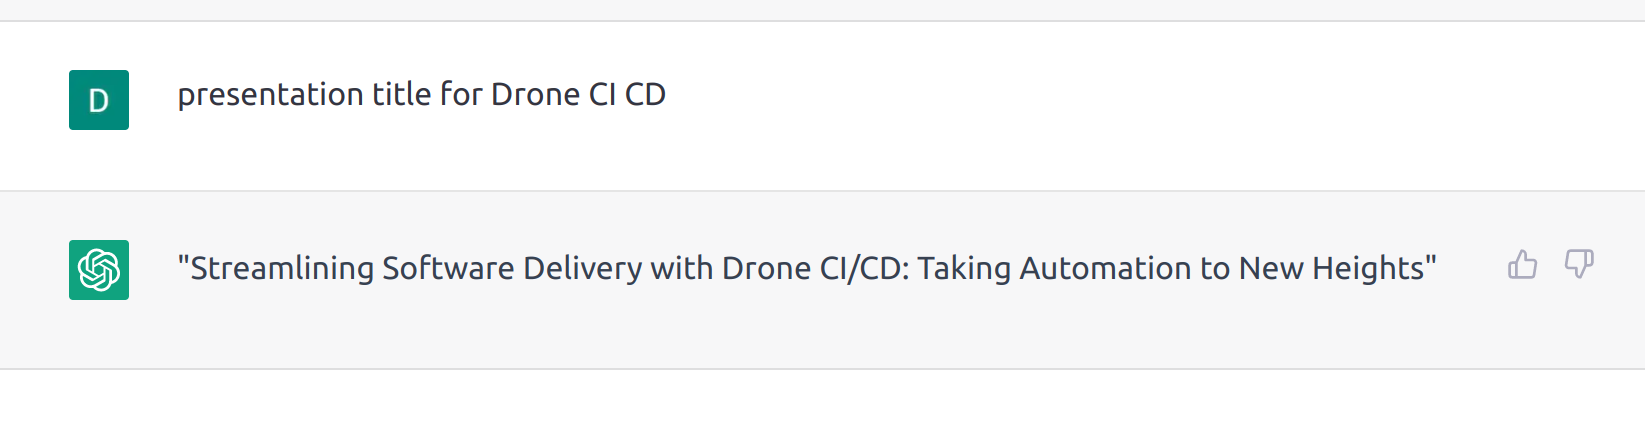 D
presentation title for Drone CI CD
"Streamlining Software Delivery with Drone CI/CD: Taking Automation to New Heights"